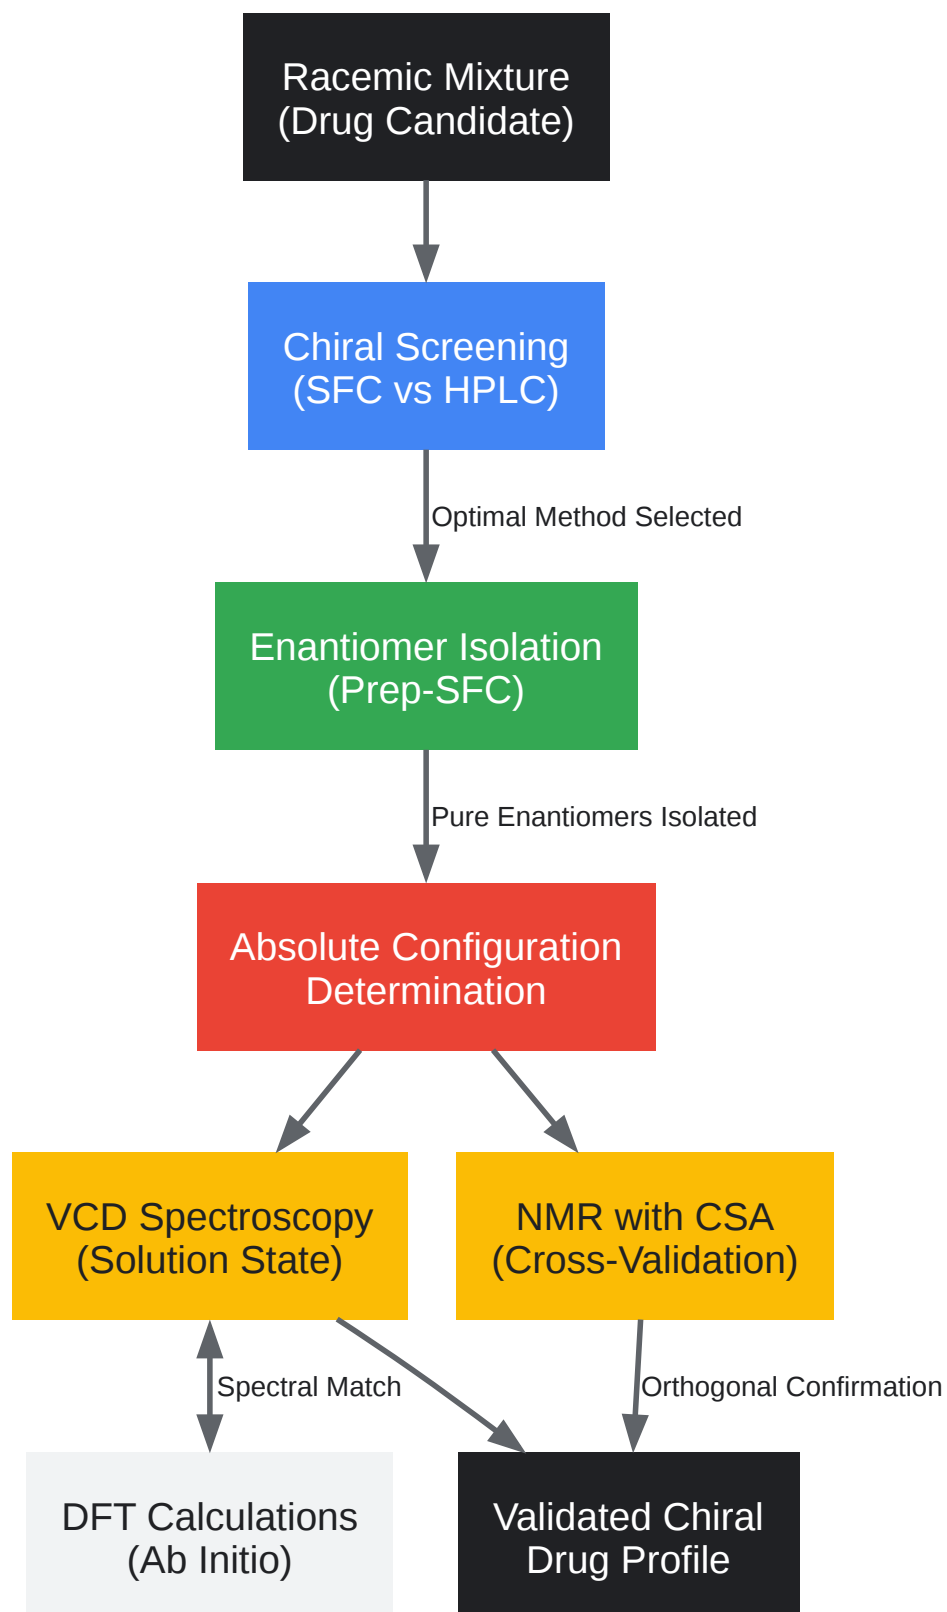 Racemic Mixture
(Drug Candidate)
Chiral Screening
(SFC vs HPLC)
Optimal Method Selected
Enantiomer Isolation
(Prep-SFC)
Pure Enantiomers Isolated
Absolute Configuration
Determination
VCD Spectroscopy
(Solution State)
NMR with CSA
(Cross-Validation)
Spectral Match
Orthogonal Confirmation
DFT Calculations
(Ab Initio)
Validated Chiral
Drug Profile